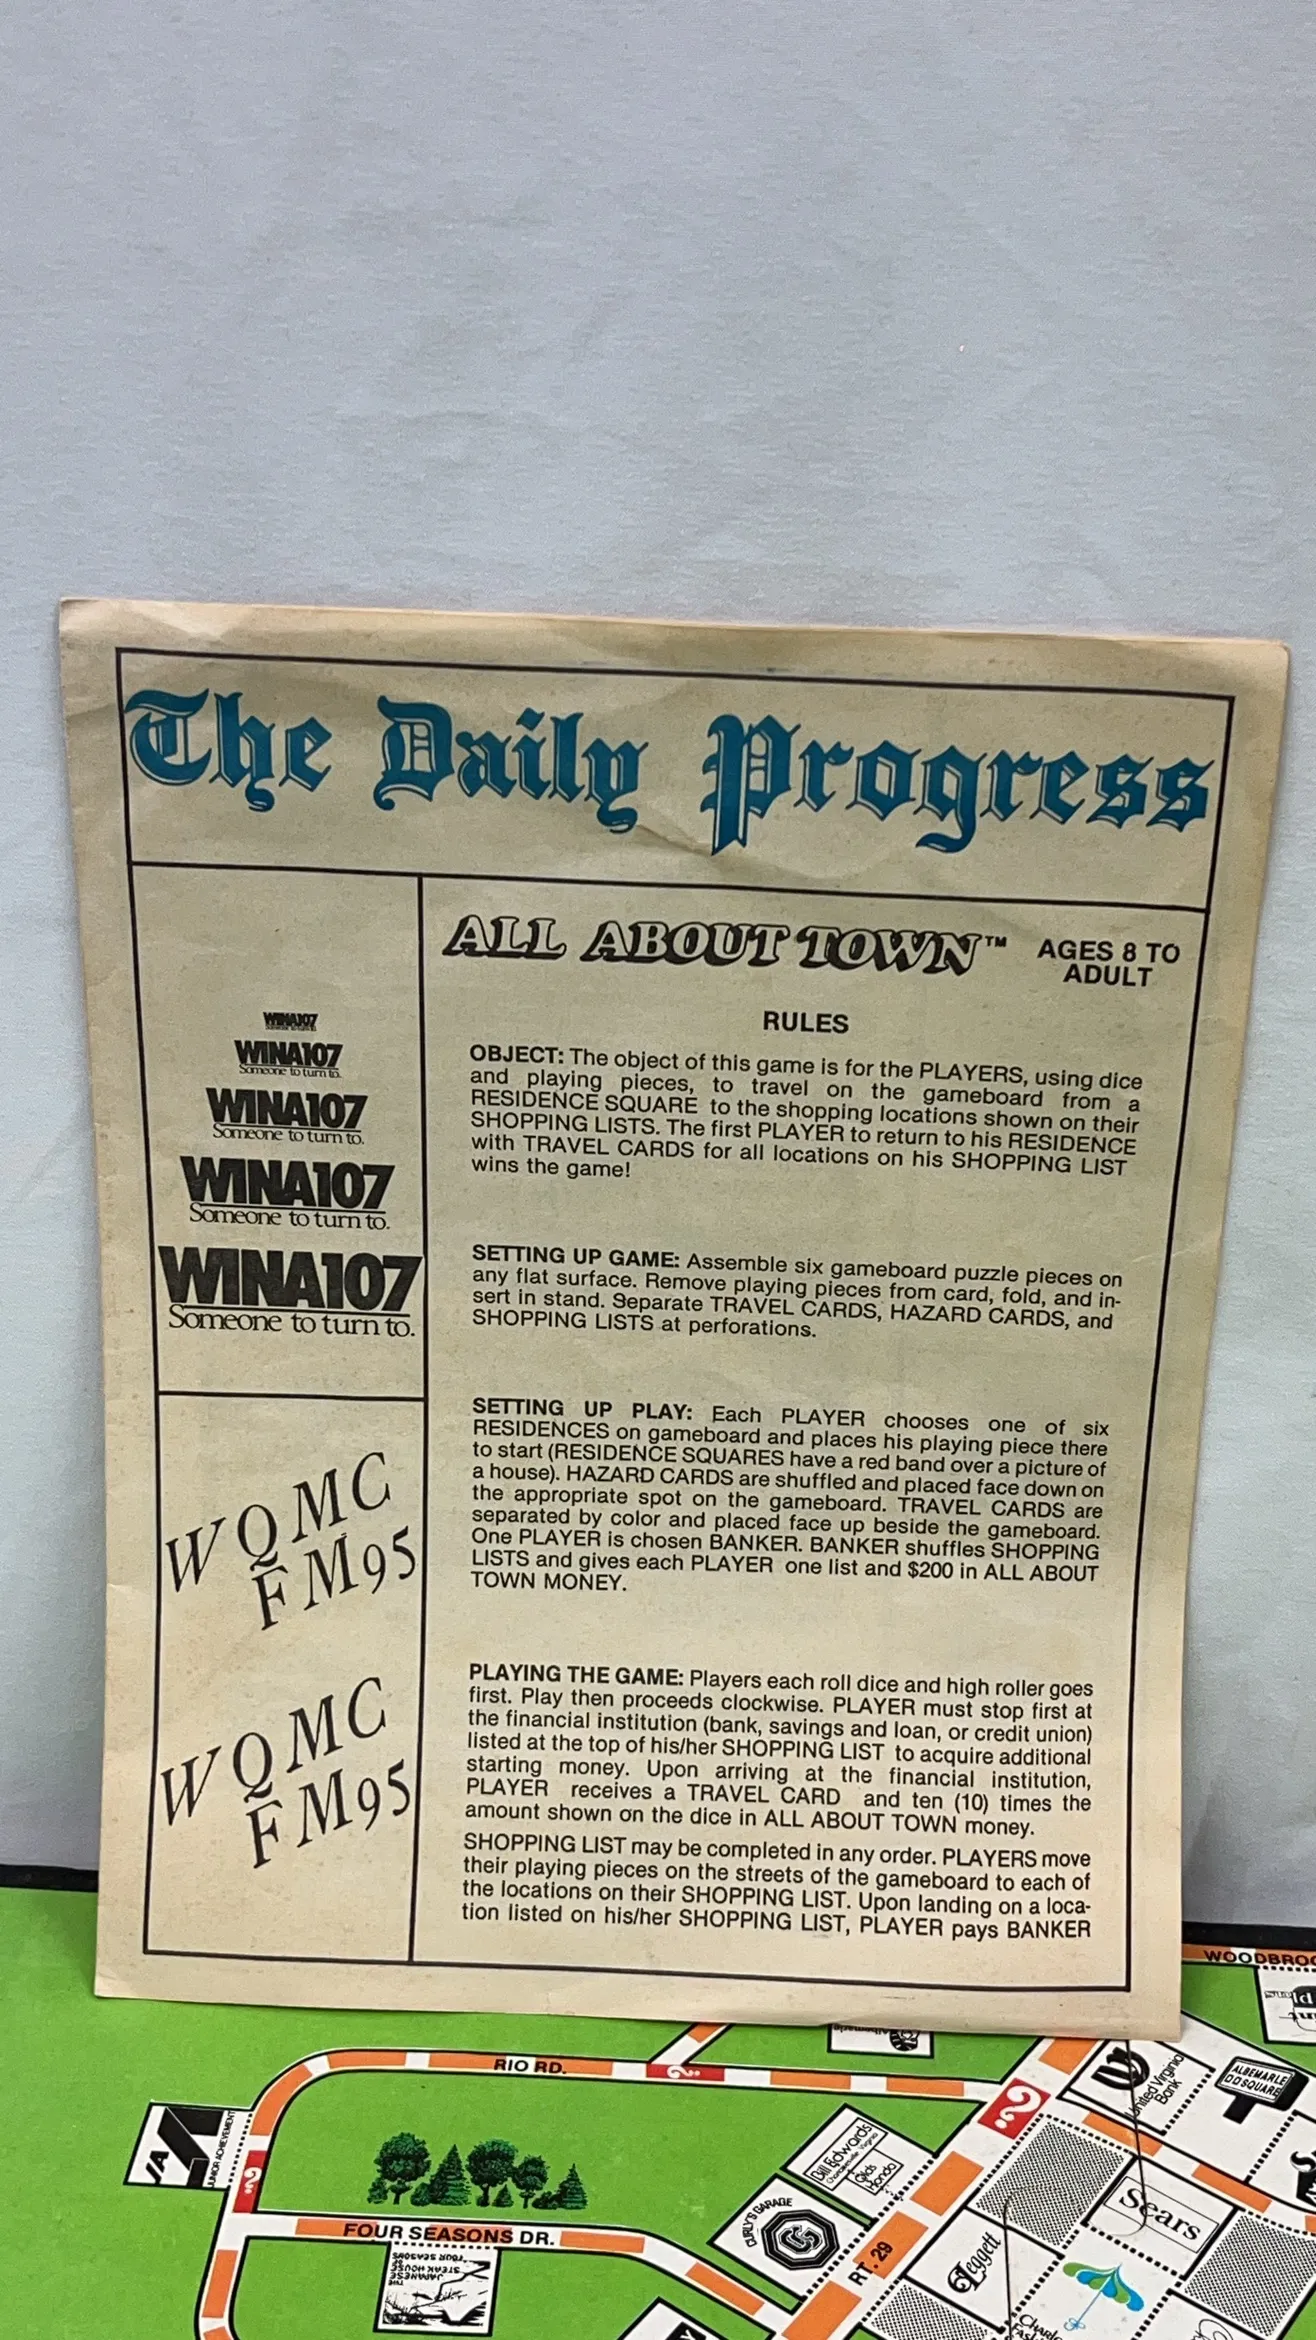 The Daily Progress
ALL ABOUT TOWN™
AGES 8 TO
ADULT
WINA107
WINA107
Someone to turn to.
WINA107
Someone to turn to.
WINA107
Someone to turn to.
WINA107
Someone to turn to.
WQMC
FM95
WQMC
FM95
RULES
OBJECT: The object of this game is for the PLAYERS, using dice
and playing pieces, to travel on the gameboard from a
RESIDENCE SQUARE to the shopping locations shown on their
SHOPPING LISTS. The first PLAYER to return to his RESIDENCE
with TRAVEL CARDS for all locations on his SHOPPING LIST
wins the game!
SETTING UP GAME: Assemble six gameboard puzzle pieces on
any flat surface. Remove playing pieces from card, fold, and in-
sert in stand. Separate TRAVEL CARDS, HAZARD CARDS, and
SHOPPING LISTS at perforations.
SETTING UP PLAY: Each PLAYER chooses one of six
RESIDENCES on gameboard and places his playing piece there
to start (RESIDENCE SQUARES have a red band over a picture of
a house). HAZARD CARDS are shuffled and placed face down on
the appropriate spot on the gameboard. TRAVEL CARDS are
separated by color and placed face up beside the gameboard.
One PLAYER is chosen BANKER. BANKER shuffles SHOPPING
LISTS and gives each PLAYER one list and $200 in ALL ABOUT
TOWN MONEY.
PLAYING THE GAME: Players each roll dice and high roller goes
first. Play then proceeds clockwise. PLAYER must stop first at
the financial institution (bank, savings and loan, or credit union)
listed at the top of his/her SHOPPING LIST to acquire additional
starting money. Upon arriving at the financial institution,
PLAYER receives a TRAVEL CARD and ten (10) times the
amount shown on the dice in ALL ABOUT TOWN money.
SHOPPING LIST may be completed in any order. PLAYERS move
their playing pieces on the streets of the gameboard to each of
the locations on their SHOPPING LIST. Upon landing on a loca-
tion listed on his/her SHOPPING LIST, PLAYER pays BANKER
WOODBROO
RIO RD.
?
Albemarle
United Virginia
Bank
ALBEMARLE
SQUARE
JA
JUNIOR ACHIEVEMENT
?
?
Bill Edwards
Charlottesville, Virginia
Olds
Honda
CURLY'S GARAGE
Sears
FOUR SEASONS DR.
THE
JAPANESE
STEAK HOUSE
OF
FOUR SEASONS
RT. 29
Leggett